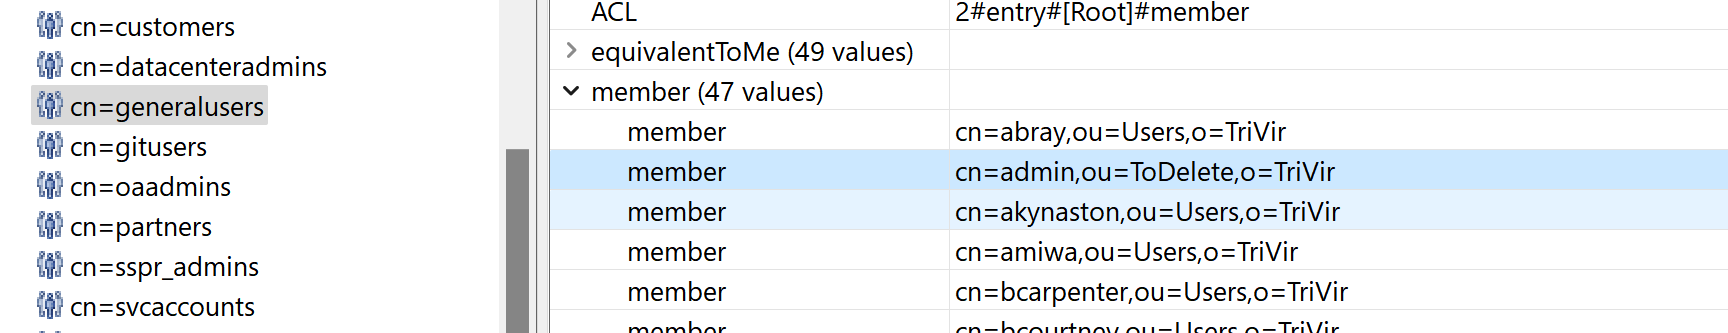 cn=customers
cn=datacenteradmins
cn=generalusers
cn=gitusers
cn=oaadmins
cn=partners
cn=sspr_admins
cn=svcaccounts
ACL 2#entry#[Root]#member
equivalentToMe (49 values)
member (47 values)
member cn=abray,ou=Users,o=TriVir
member cn=admin,ou=ToDelete,o=TriVir
member cn=akynaston,ou=Users,o=TriVir
member cn=amiwa,ou=Users,o=TriVir
member cn=bcarpenter,ou=Users,o=TriVir
member cn=bcourtney,ou=Users,o=TriVir